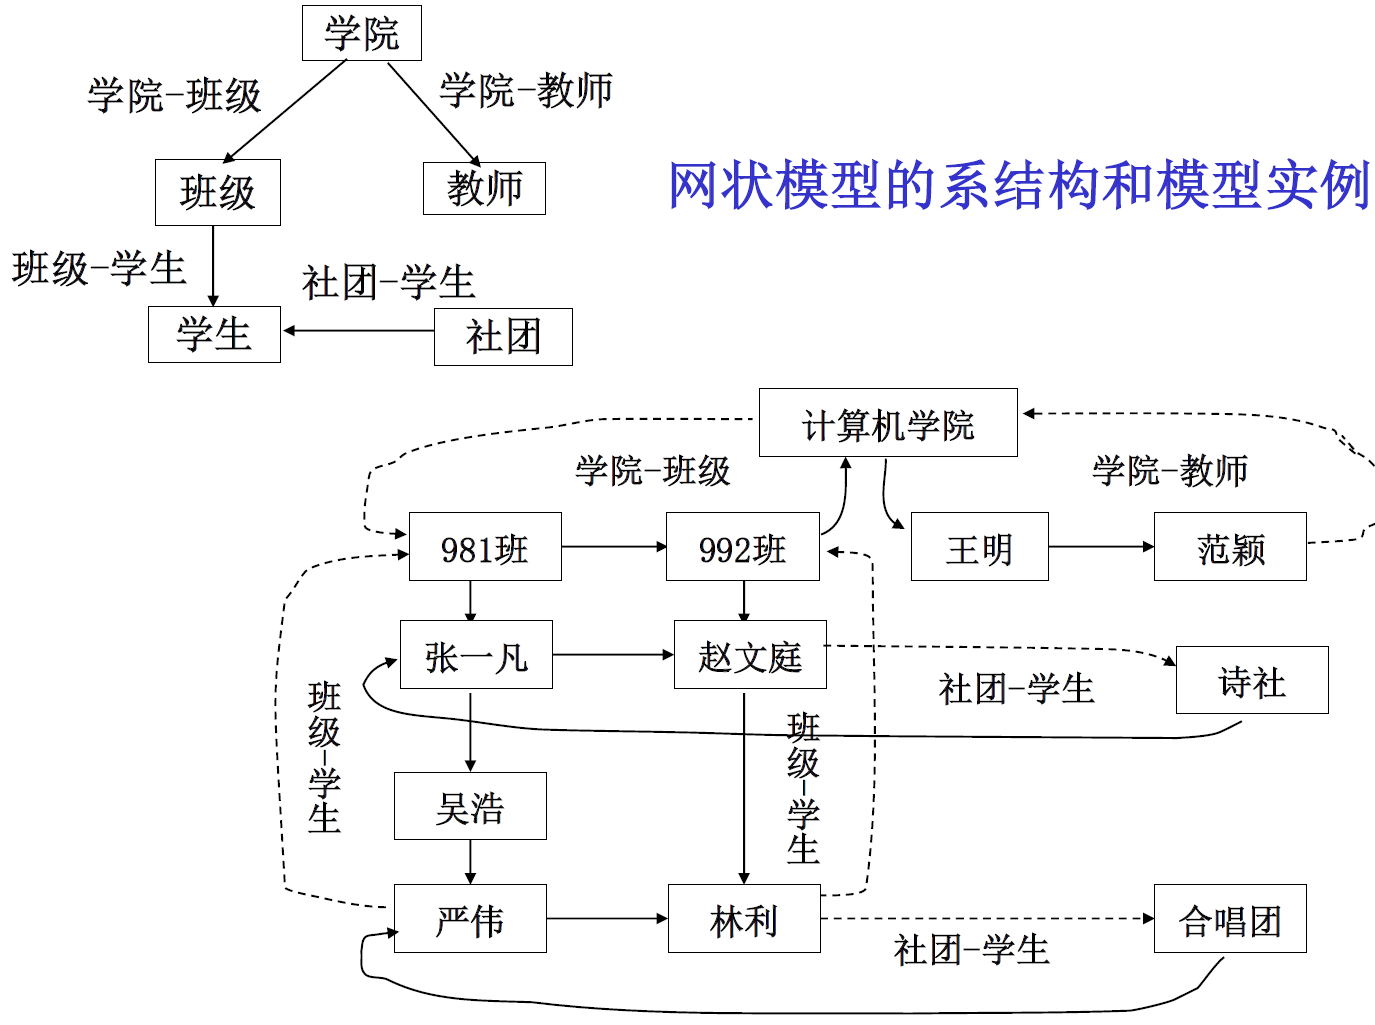 学院
学院-班级
学院-教师
班级
教师
网状模型的系结构和模型实例
班级-学生
社团-学生
学生
社团
计算机学院
学院-班级
学院-教师
981班
992班
王明
范颖
张一凡
赵文庭
社团-学生
诗社
班级-学生
班级-学生
吴浩
严伟
林利
合唱团
社团-学生